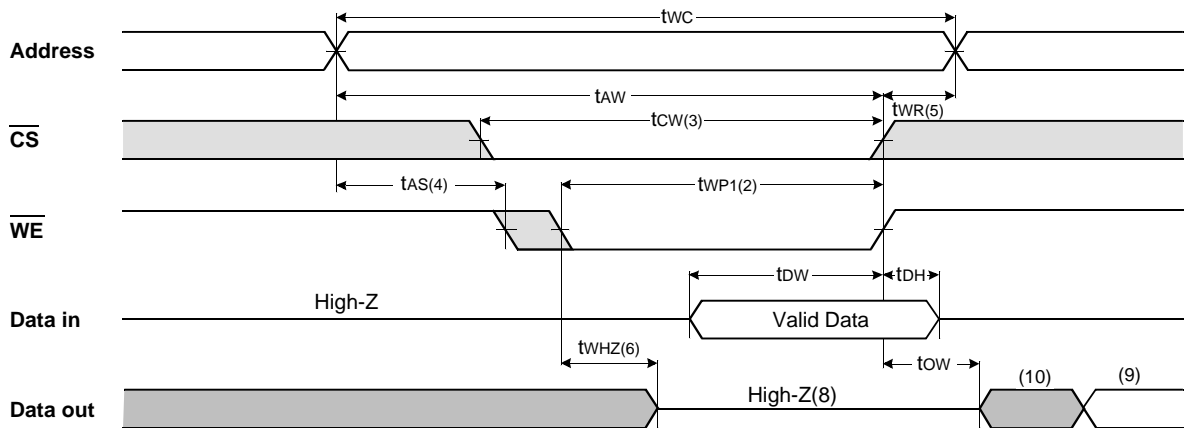 tWC
Address
tAW
tWR(5)
tCW(3)
CS
tAS(4)
tWP1(2)
WE
tDW
tDH
High-Z
Data in
Valid Data
tWHZ(6)
tOW
(10)
(9)
High-Z(8)
Data out